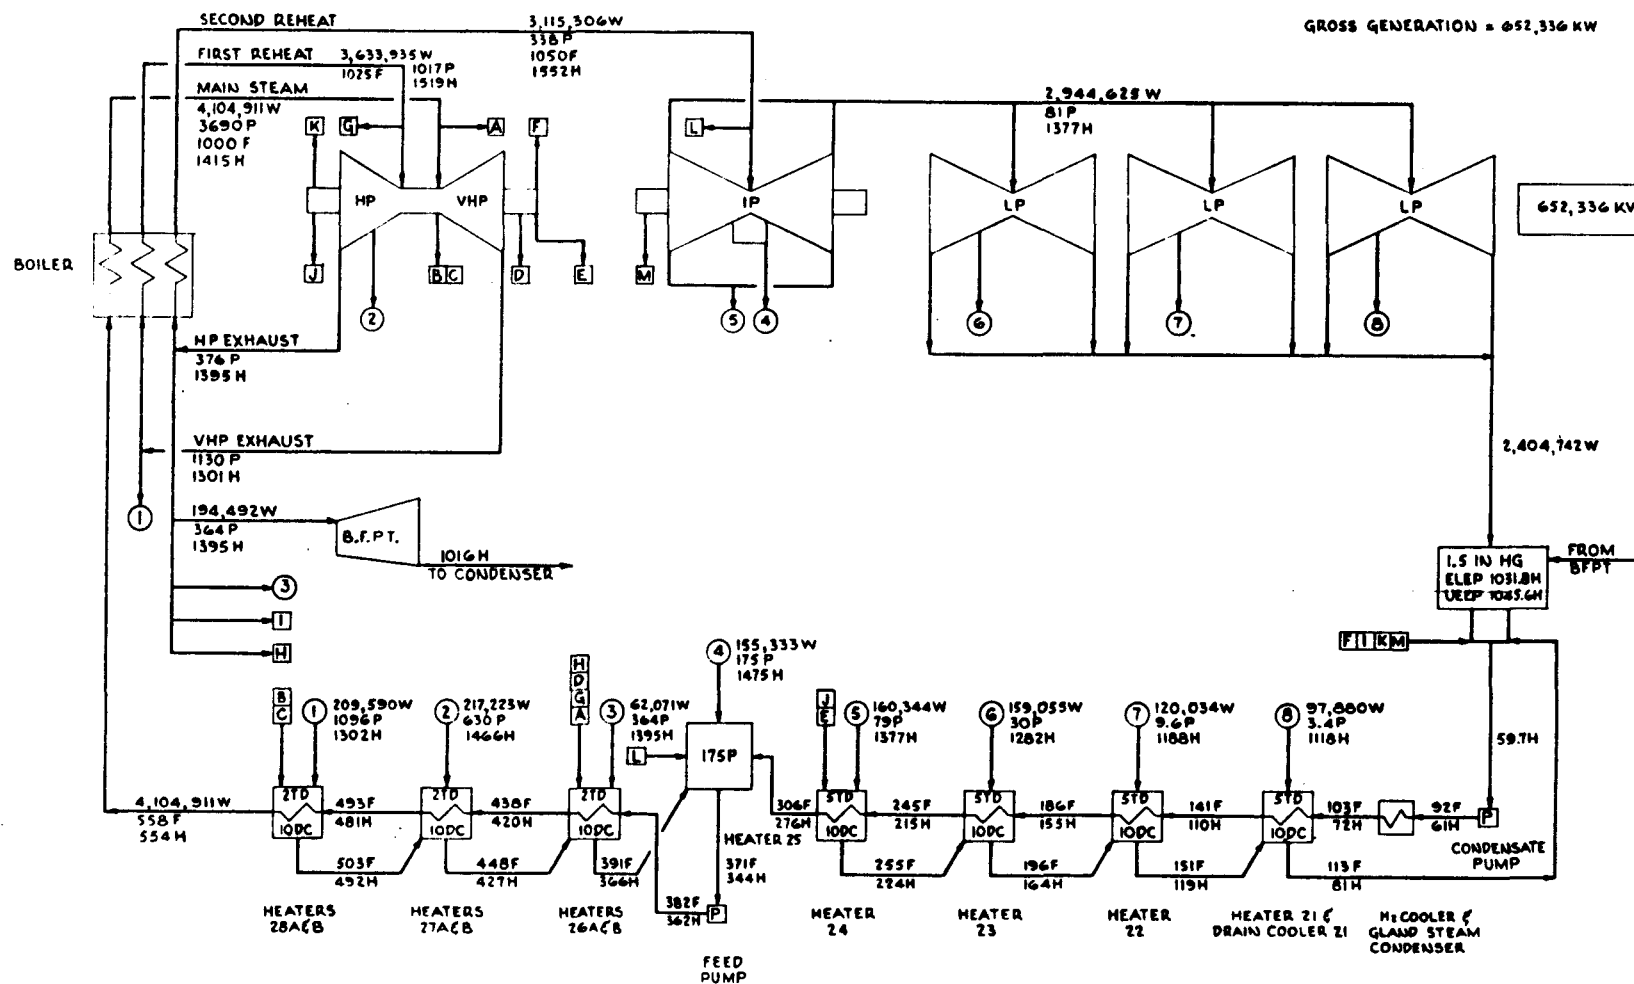 SECOND REHEAT
3,115,306W
338P
1050F
1552H
GROSS GENERATION = 652,336 KW
FIRST REHEAT
3,633,935W
1025F
1017P
1519H
MAIN STEAM
4,104,911W
3690P
1000F
1415H
2,944,625W
81P
1377H
K
G
A
F
L
HP
VHP
IP
LP
LP
LP
652,336 KV
BOILER
J
B C
D
E
M
2
5
4
6
7
8
HP EXHAUST
376P
1395H
VHP EXHAUST
1130P
1301H
2,404,742W
1
194,492W
364P
1395H
B.F.P.T.
1016H
TO CONDENSER
3
I
H
1.5 IN HG
ELEP 1031.8H
UEEP 1045.6H
FROM
BFPT
F I K M
B
C
1
209,590W
1096P
1302H
2
217,223W
630P
1466H
H
D
G
A
3
62,071W
364P
1395H
L
4
155,333W
175P
1475H
175P
J
E
5
160,344W
79P
1377H
6
159,055W
30P
1282H
7
120,034W
9.6P
1188H
8
97,880W
3.4P
1118H
59.7H
4,104,911W
558F
554H
2TD
10DC
493F
481H
2TD
10DC
438F
420H
2TD
10DC
HEATER 25
306F
276H
5TD
10DC
245F
215H
5TD
10DC
186F
155H
5TD
10DC
141F
110H
5TD
10DC
103F
72H
92F
61H
P
CONDENSATE
PUMP
503F
492H
448F
427H
391F
366H
382F
362H
371F
344H
P
255F
224H
196F
164H
151F
119H
113F
81H
HEATERS
28A&B
HEATERS
27A&B
HEATERS
26A&B
FEED
PUMP
HEATER
24
HEATER
23
HEATER
22
HEATER 21 &
DRAIN COOLER 21
H2 COOLER &
GLAND STEAM
CONDENSER